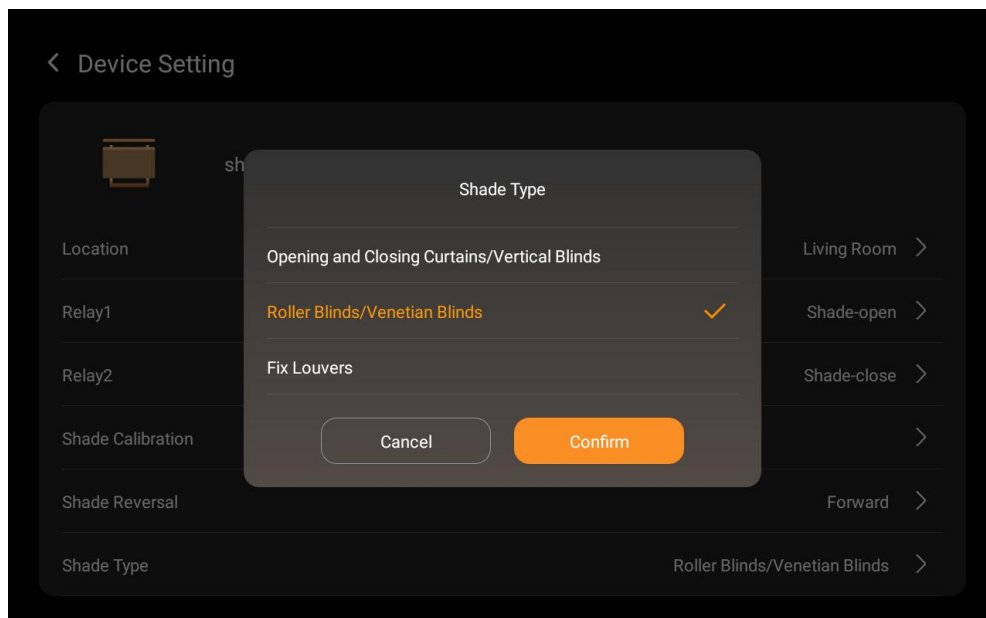 Device Setting
sh
Shade Type
Location
Living Room
Opening and Closing Curtains/Vertical Blinds
Relay1
Shade-open
Roller Blinds/Venetian Blinds
Relay2
Shade-close
Fix Louvers
Shade Calibration
Cancel
Confirm
Shade Reversal
Forward
Shade Type
Roller Blinds/Venetian Blinds